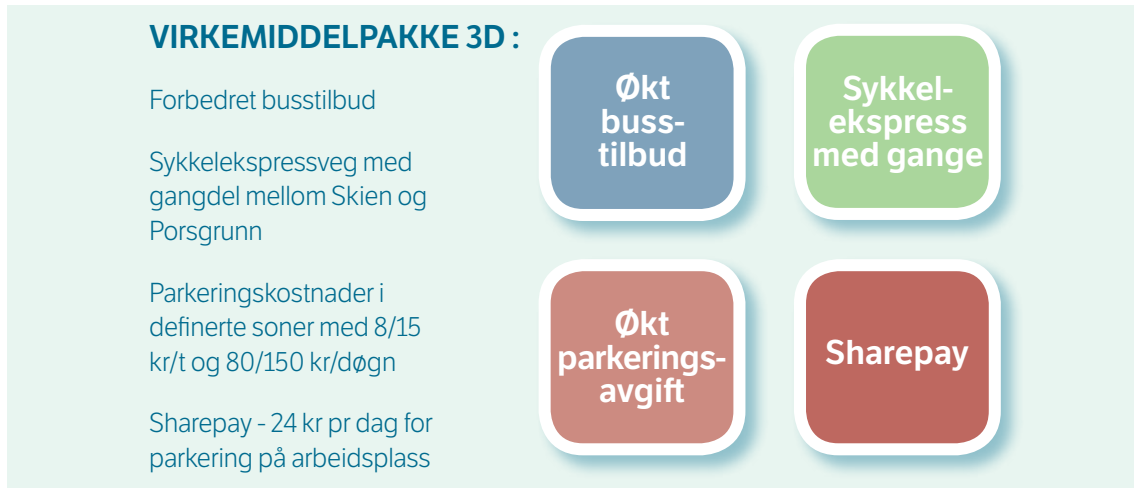 VIRKEMIDDELPAKKE 3D :
Forbedret busstilbud
Sykkelekspressveg med
gangdel mellom Skien og
Porsgrunn
Parkeringskostnader i
definerte soner med 8/15
kr/t og 80/150 kr/døgn
Sharepay - 24 kr pr dag for
parkering på arbeidsplass
Økt
buss-
tilbud
Sykkel-
ekspress
med gange
Økt
parkerings-
avgift
Sharepay